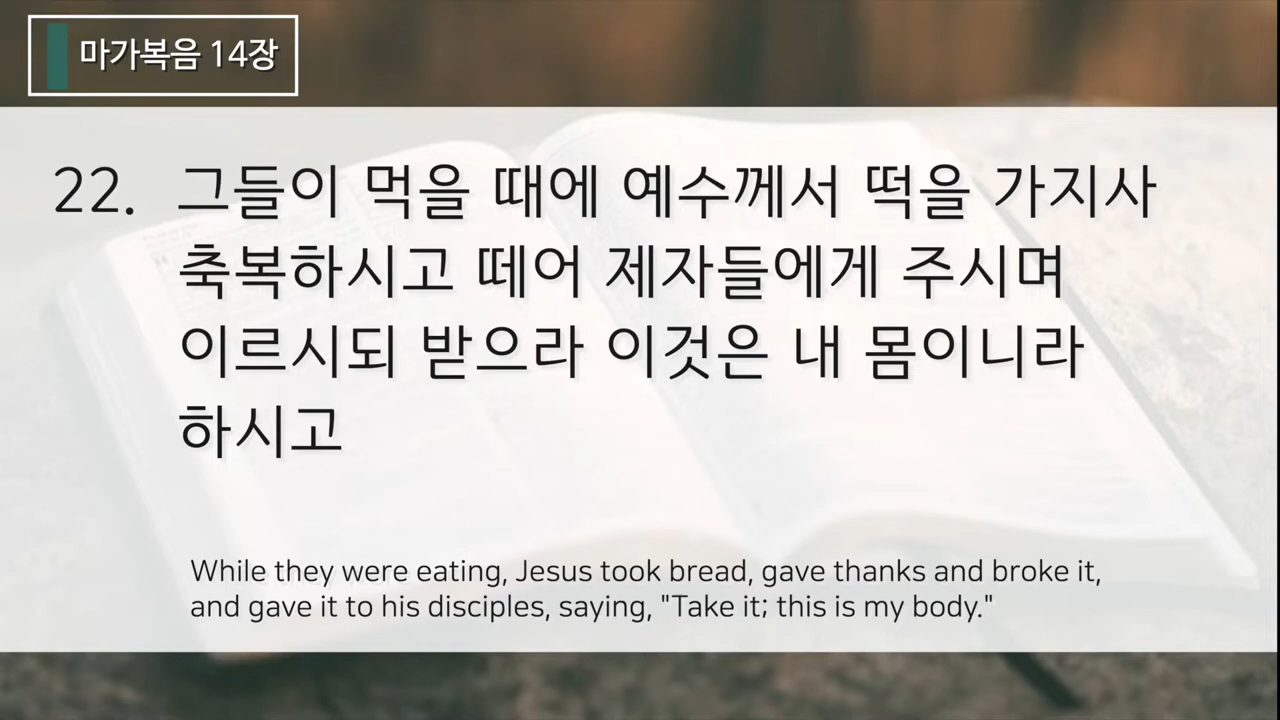 마가복음 14장
22. 그들이 먹을 때에 예수께서 떡을 가지사
축복하시고 떼어 제자들에게 주시며
이르시되 받으라 이것은 내 몸이니라
하시고
While they were eating, Jesus took bread, gave thanks and broke it,
and gave it to his disciples, saying, "Take it; this is my body."